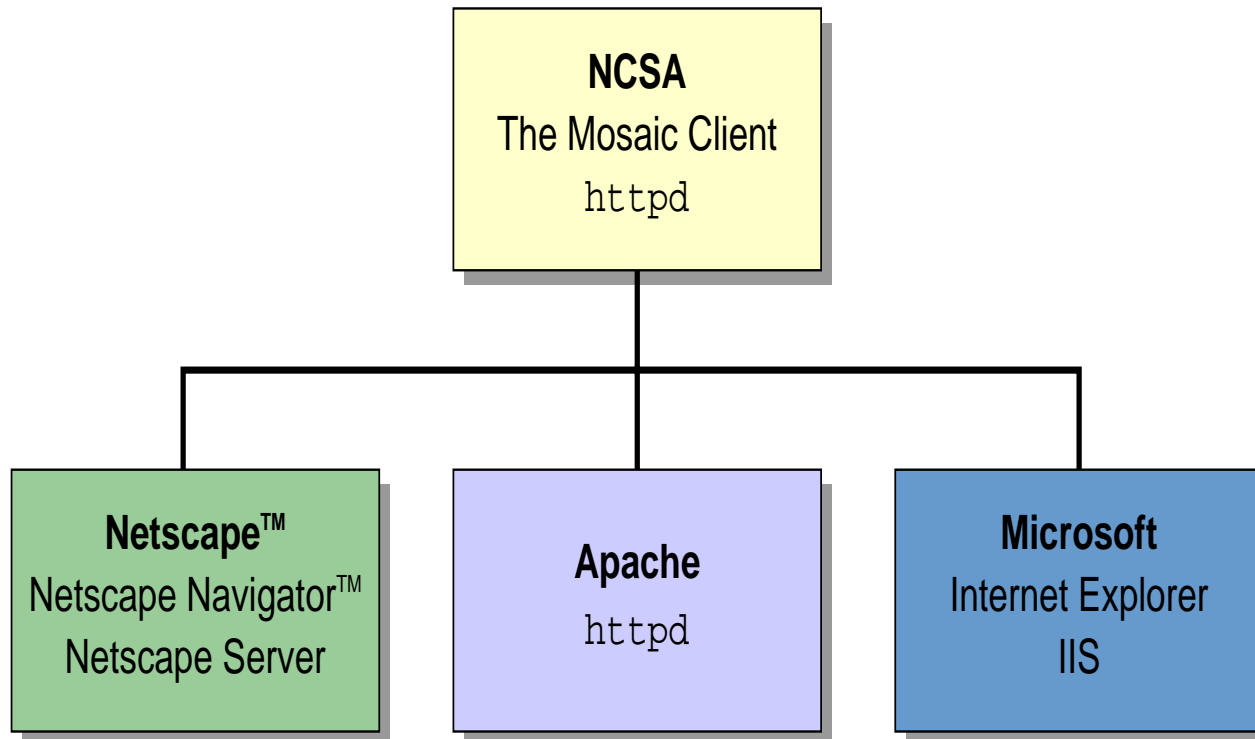 NCSA
The Mosaic Client
httpd
Netscape™
Netscape Navigator™
Netscape Server
Apache
httpd
Microsoft
Internet Explorer
IIS